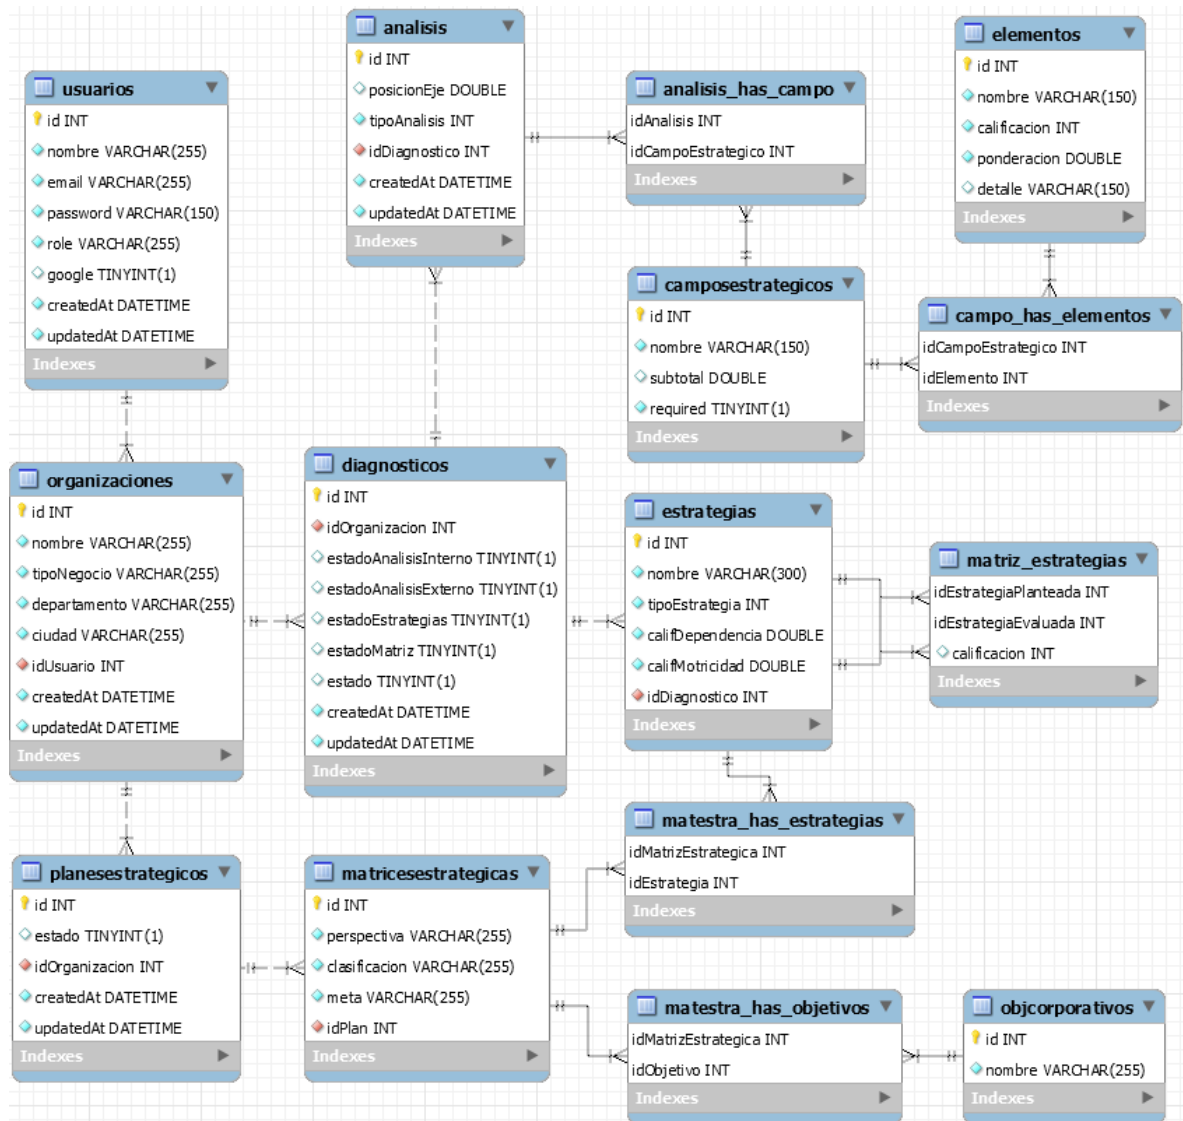 usuarios
id INT
nombre VARCHAR(255)
email VARCHAR(255)
password VARCHAR(150)
role VARCHAR(255)
google TINYINT(1)
createdAt DATETIME
updatedAt DATETIME
Indexes
analisis
id INT
posicionEje DOUBLE
tipoAnalisis INT
idDiagnostico INT
createdAt DATETIME
updatedAt DATETIME
Indexes
analisis_has_campo
idAnalisis INT
idCampoEstrategico INT
Indexes
elementos
id INT
nombre VARCHAR(150)
calificacion INT
ponderacion DOUBLE
detalle VARCHAR(150)
Indexes
camposestrategicos
id INT
nombre VARCHAR(150)
subtotal DOUBLE
required TINYINT(1)
Indexes
campo_has_elementos
idCampoEstrategico INT
idElemento INT
Indexes
organizaciones
id INT
nombre VARCHAR(255)
tipoNegocio VARCHAR(255)
departamento VARCHAR(255)
ciudad VARCHAR(255)
idUsuario INT
createdAt DATETIME
updatedAt DATETIME
Indexes
diagnosticos
id INT
idOrganizacion INT
estadoAnalisisInterno TINYINT(1)
estadoAnalisisExterno TINYINT(1)
estadoEstrategias TINYINT(1)
estadoMatriz TINYINT(1)
estado TINYINT(1)
createdAt DATETIME
updatedAt DATETIME
Indexes
estrategias
id INT
nombre VARCHAR(300)
tipoEstrategia INT
califDependencia DOUBLE
califMotricidad DOUBLE
idDiagnostico INT
Indexes
matriz_estrategias
idEstrategiaPlanteada INT
idEstrategiaEvaluada INT
calificacion INT
Indexes
planesestrategicos
id INT
estado TINYINT(1)
idOrganizacion INT
createdAt DATETIME
updatedAt DATETIME
Indexes
matricesestrategicas
id INT
perspectiva VARCHAR(255)
clasificacion VARCHAR(255)
meta VARCHAR(255)
idPlan INT
Indexes
matestra_has_estrategias
idMatrizEstrategica INT
idEstrategia INT
Indexes
matestra_has_objetivos
idMatrizEstrategica INT
idObjetivo INT
Indexes
objcorporativos
id INT
nombre VARCHAR(255)
Indexes